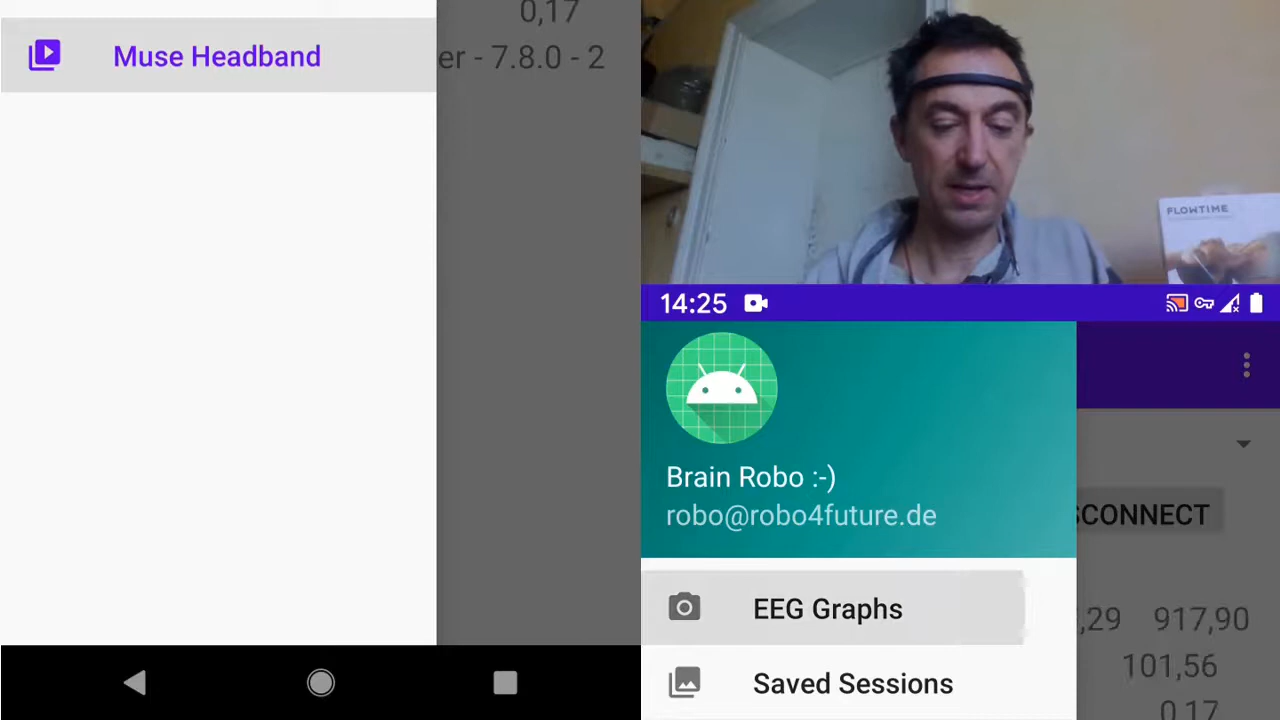 0,17
Muse Headband
er - 7.8.0 - 2
FLOWTIME
14:25
Brain Robo :-)
robo@robo4future.de
SCONNECT
EEG Graphs
,29 917,90
101,56
Saved Sessions
0,17